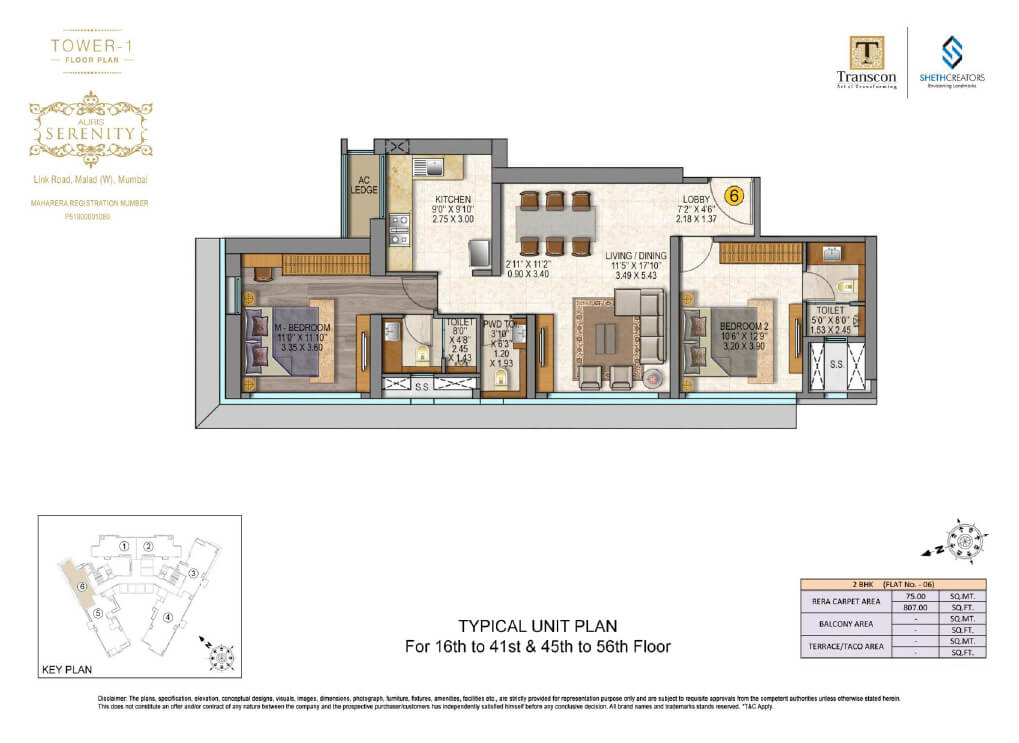 TOWER-1
FLOOR PLAN
AURIS
SERENITY
Link Road, Malad (W), Mumbai
MAHARERA REGISTRATION NUMBER
P51800001080
T
Transcon
Art of Transforming
SHETHCREATORS
Envisioning Landmarks
AC
LEDGE
KITCHEN
9'0" X 9'10"
2.75 X 3.00
LOBBY
7'2" X 4'6"
2.18 X 1.37
6
2'11" X 11'2"
0.90 X 3.40
LIVING / DINING
11'5" X 17'10"
3.49 X 5.43
M - BEDROOM
11'0" X 11'10"
3.35 X 3.60
TOILET
8'0"
X 4'8"
2.45
X 1.43
PWD TOI.
3'10"
X 6'3"
1.20
X 1.93
BEDROOM 2
10'6" X 12'9"
3.20 X 3.90
TOILET
5'0" X 8'0"
1.53 X 2.45
S.S.
S.S.
1
2
3
4
5
6
N
KEY PLAN
TYPICAL UNIT PLAN
For 16th to 41st & 45th to 56th Floor
N
2 BHK (FLAT No. - 06)
RERA CARPET AREA 75.00 SQ.MT.
807.00 SQ.FT.
BALCONY AREA - SQ.MT.
- SQ.FT.
TERRACE/TACO AREA - SQ.MT.
- SQ.FT.
Disclaimer: The plans, specification, elevation, conceptual designs, visuals, images, dimensions, photograph, furniture, fixtures, amenities, facilities etc., are strictly provided for representation purpose only and are subject to requisite approvals from the competent authorities unless otherwise stated herein.
This does not constitute an offer and/or contract of any nature between the company and the prospective purchaser/customers has independently satisfied himself before any conclusive decision. All brand names and trademarks stands reserved. *T&C Apply.